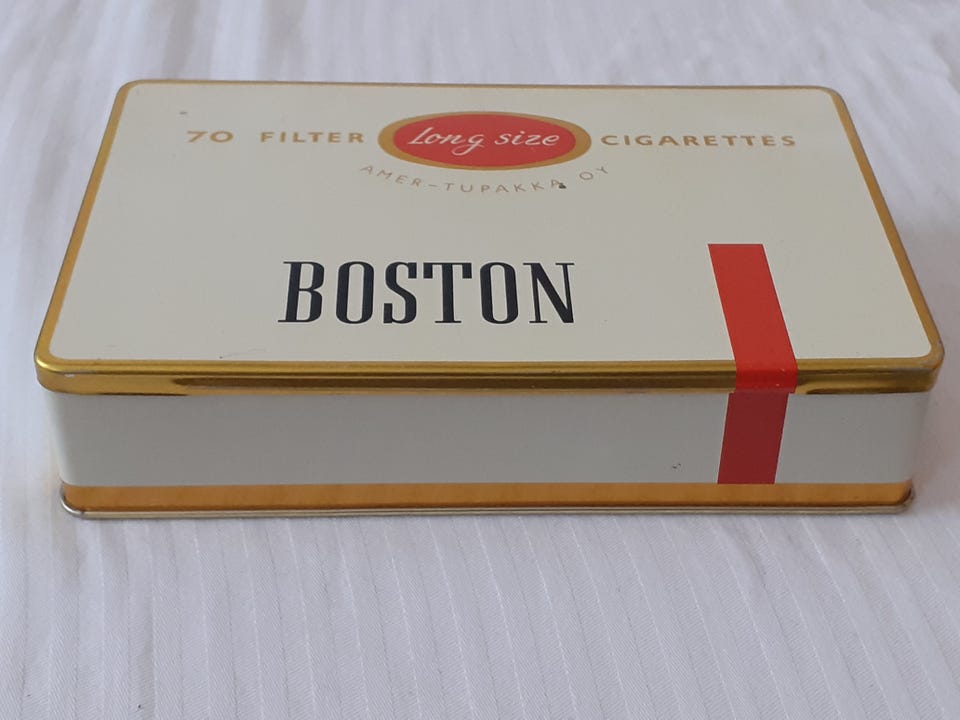 70 FILTER Long size CIGARETTES
AMER-TUPAKKA OY
BOSTON